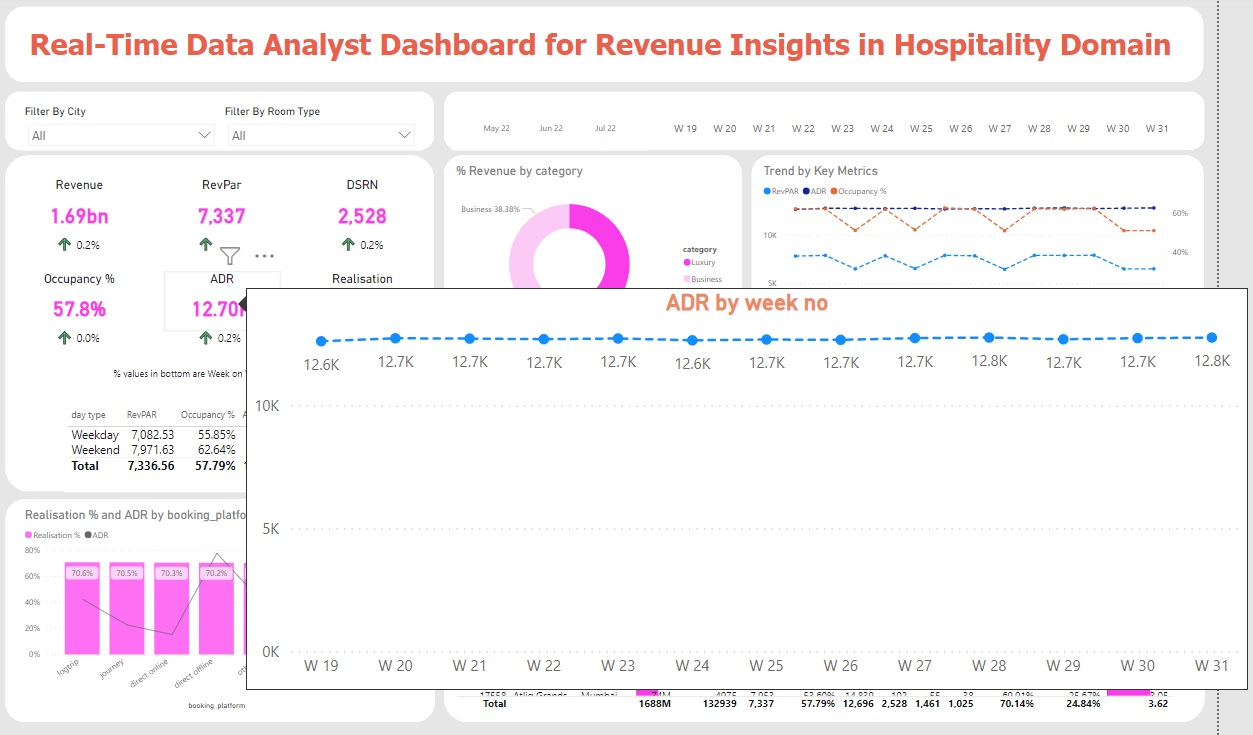 Real-Time Data Analyst Dashboard for Revenue Insights in Hospitality Domain
Filter By City
Filter By Room Type
All
All
May 22 Jun 22 Jul 22
W 19 W 20 W 21 W 22 W 23 W 24 W 25 W 26 W 27 W 28 W 29 W 30 W 31
Revenue
RevPar
DSRN
1.69bn
7,337
2,528
0.2%
0.2%
Occupancy %
ADR
Realisation
57.8%
0.0%
0.2%
% values in bottom are Week on
day type RevPAR Occupancy %
Weekday 7,082.53 55.85%
Weekend 7,971.63 62.64%
Total 7,336.56 57.79%
% Revenue by category
Business 38.38%
category
Luxury
Business
Trend by Key Metrics
RevPAR ADR Occupancy %
60%
10K
40%
5K
ADR by week no
12.6K 12.7K 12.7K 12.7K 12.7K 12.6K 12.7K 12.7K 12.7K 12.8K 12.7K 12.7K 12.8K
10K
5K
0K
W 19 W 20 W 21 W 22 W 23 W 24 W 25 W 26 W 27 W 28 W 29 W 30 W 31
Realisation % and ADR by
Realisation % ADR
80%
60%
40%
20%
0%
70.6% 70.5% 70.3% 70.2%
logtrip journey direct online direct offline
booking_platform
Total 1688M 132939 7,337 57.79% 12,696 2,528 1,461 1,025 70.14% 24.84% 3.62